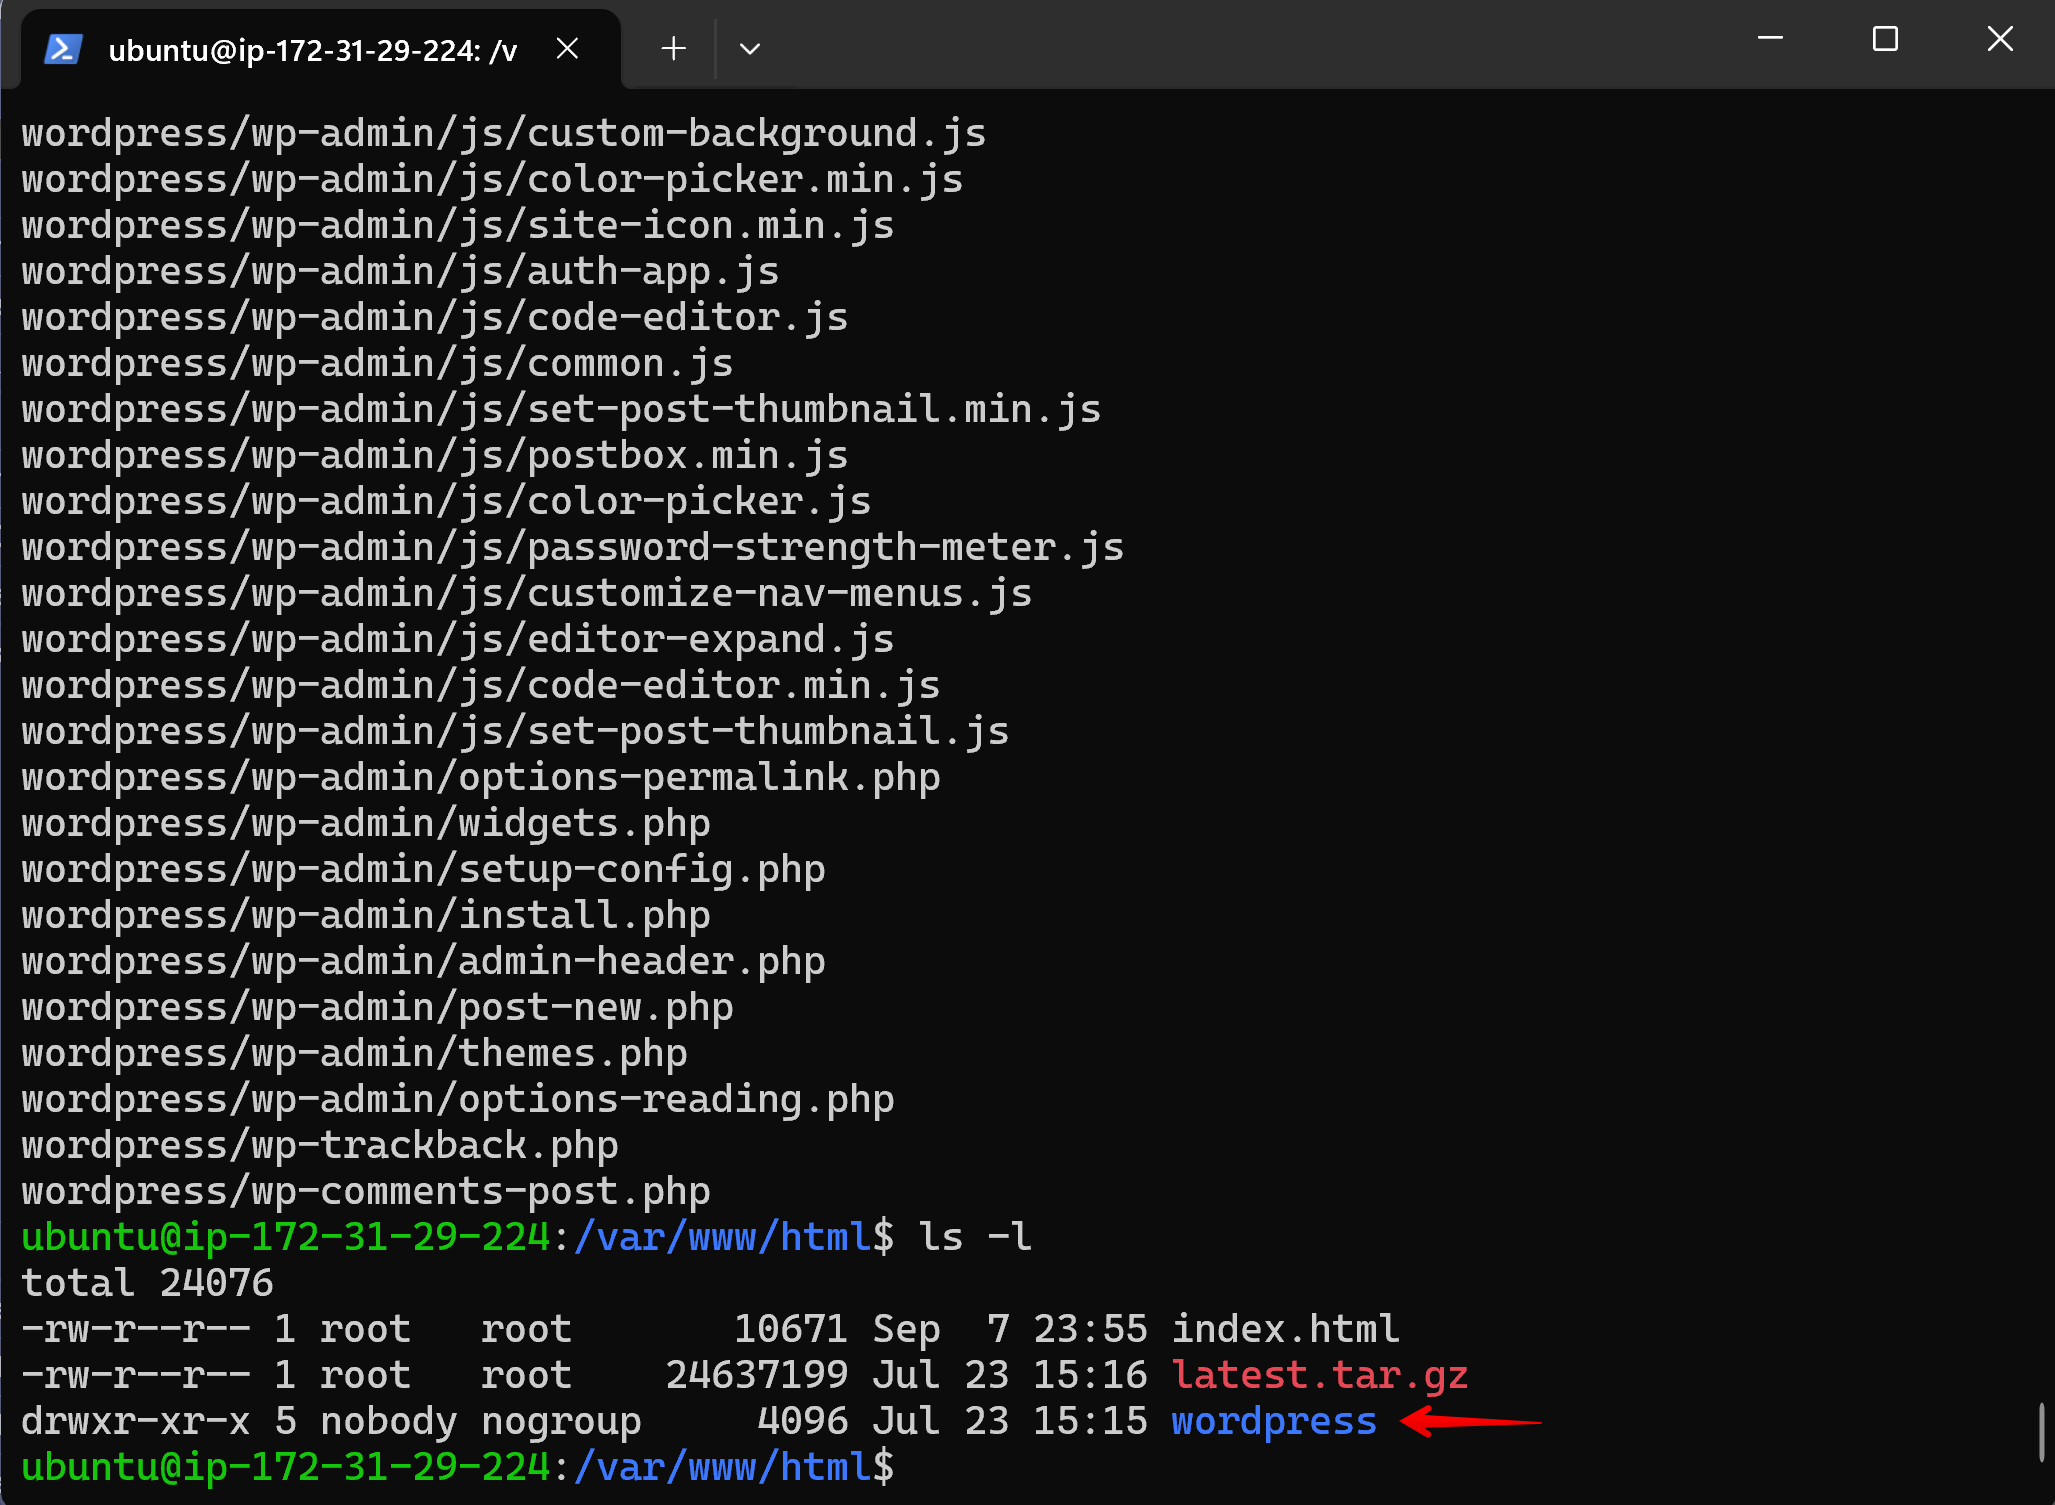 ubuntu@ip-172-31-29-224: /v
wordpress/wp-admin/js/custom-background.js
wordpress/wp-admin/js/color-picker.min.js
wordpress/wp-admin/js/site-icon.min.js
wordpress/wp-admin/js/auth-app.js
wordpress/wp-admin/js/code-editor.js
wordpress/wp-admin/js/common.js
wordpress/wp-admin/js/set-post-thumbnail.min.js
wordpress/wp-admin/js/postbox.min.js
wordpress/wp-admin/js/color-picker.js
wordpress/wp-admin/js/password-strength-meter.js
wordpress/wp-admin/js/customize-nav-menus.js
wordpress/wp-admin/js/editor-expand.js
wordpress/wp-admin/js/code-editor.min.js
wordpress/wp-admin/js/set-post-thumbnail.js
wordpress/wp-admin/options-permalink.php
wordpress/wp-admin/widgets.php
wordpress/wp-admin/setup-config.php
wordpress/wp-admin/install.php
wordpress/wp-admin/admin-header.php
wordpress/wp-admin/post-new.php
wordpress/wp-admin/themes.php
wordpress/wp-admin/options-reading.php
wordpress/wp-trackback.php
wordpress/wp-comments-post.php
ubuntu@ip-172-31-29-224:/var/www/html$ ls -l
total 24076
-rw-r--r-- 1 root   root       10671 Sep  7 23:55 index.html
-rw-r--r-- 1 root   root    24637199 Jul 23 15:16 latest.tar.gz
drwxr-xr-x 5 nobody nogroup     4096 Jul 23 15:15 wordpress
ubuntu@ip-172-31-29-224:/var/www/html$